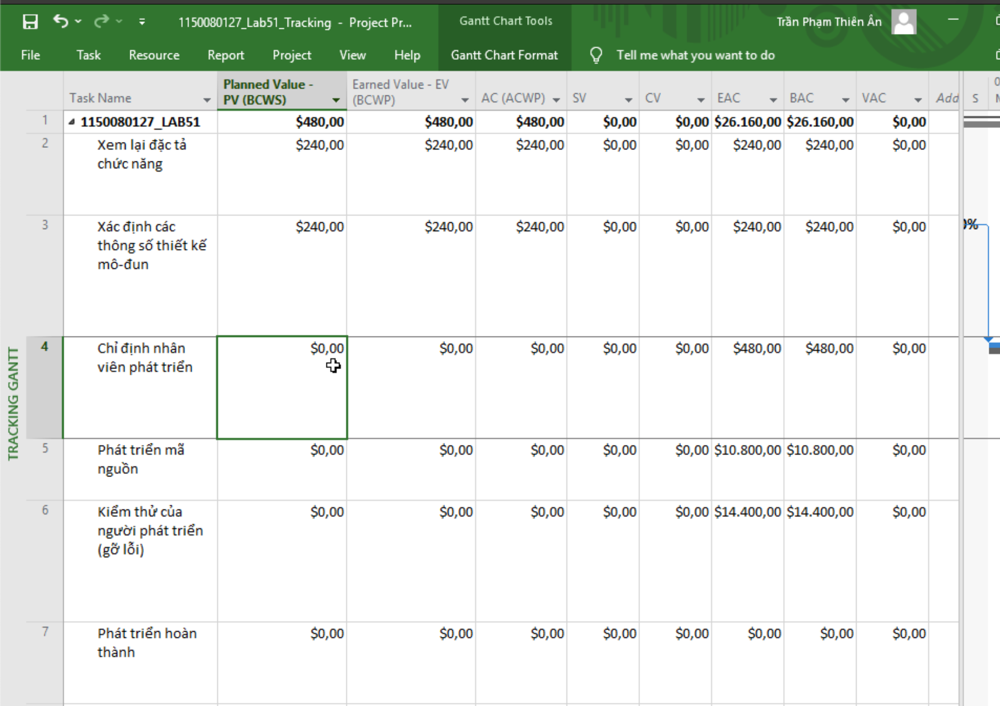 1150080127_Lab51_Tracking - Project Pr...
Gantt Chart Tools
Trần Phạm Thiên Ân
File Task Resource Report Project View Help Gantt Chart Format Tell me what you want to do
Task Name Planned Value - PV (BCWS) Earned Value - EV (BCWP) AC (ACWP) SV CV EAC BAC VAC Add S
1 1150080127_LAB51 $480,00 $480,00 $480,00 $0,00 $0,00 $26.160,00 $26.160,00 $0,00
2 Xem lại đặc tả $240,00 $240,00 $240,00 $0,00 $0,00 $240,00 $240,00 $0,00
chức năng
3 Xác định các $240,00 $240,00 $240,00 $0,00 $0,00 $240,00 $240,00 $0,00
thông số thiết kế
mô-đun
4 Chỉ định nhân $0,00 $0,00 $0,00 $0,00 $0,00 $480,00 $480,00 $0,00
viên phát triển
5 Phát triển mã $0,00 $0,00 $0,00 $0,00 $0,00 $10.800,00 $10.800,00 $0,00
nguồn
6 Kiểm thử của $0,00 $0,00 $0,00 $0,00 $0,00 $14.400,00 $14.400,00 $0,00
người phát triển
(gỡ lỗi)
7 Phát triển hoàn $0,00 $0,00 $0,00 $0,00 $0,00 $0,00 $0,00 $0,00
thành
TRACKING GANTT